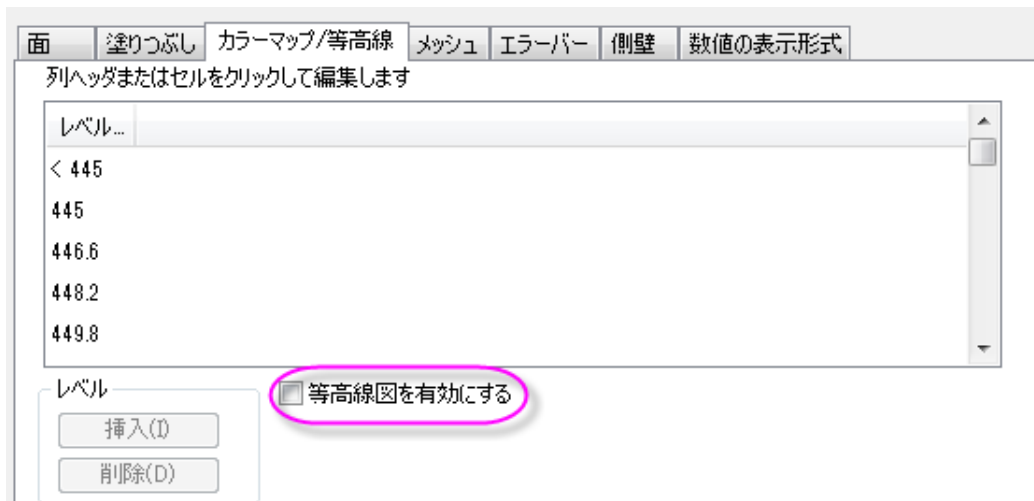 面 塗りつぶし カラーマップ/等高線 メッシュ エラーバー 側壁 数値の表示形式
列ヘッダまたはセルをクリックして編集します
レベル...
< 445
445
446.6
448.2
449.8
レベル
等高線図を有効にする
挿入(I)
削除(D)